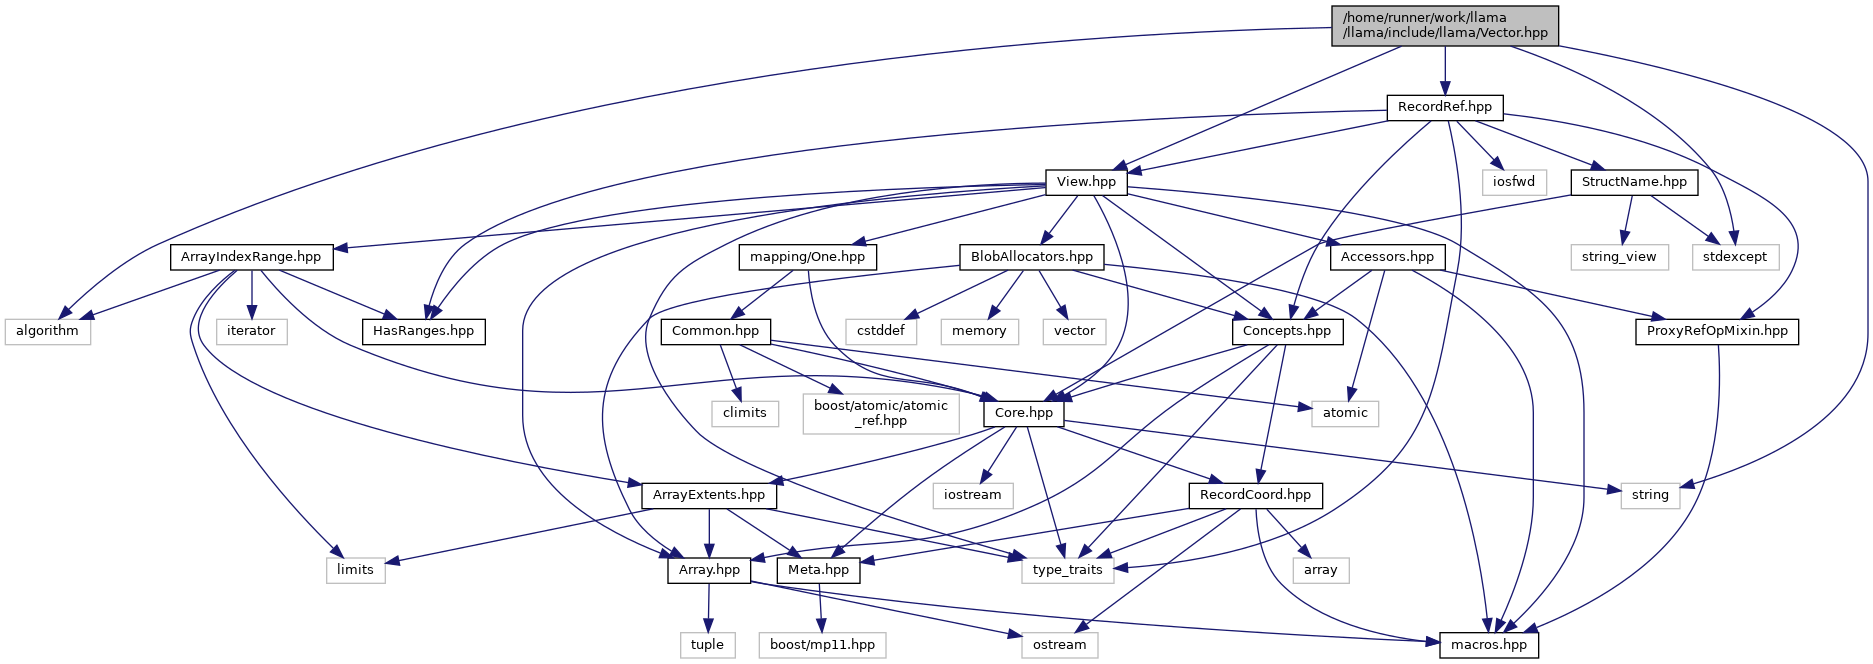 /home/runner/work/llama
/llama/include/llama/Vector.hpp
RecordRef.hpp
View.hpp
iosfwd
StructName.hpp
ArrayIndexRange.hpp
mapping/One.hpp
BlobAllocators.hpp
Accessors.hpp
string_view
stdexcept
algorithm
iterator
HasRanges.hpp
Common.hpp
cstddef
memory
vector
Concepts.hpp
ProxyRefOpMixin.hpp
climits
boost/atomic/atomic
_ref.hpp
Core.hpp
atomic
ArrayExtents.hpp
iostream
RecordCoord.hpp
string
limits
Array.hpp
Meta.hpp
type_traits
array
tuple
boost/mp11.hpp
ostream
macros.hpp